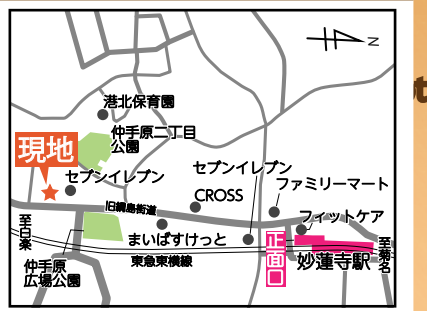 N
港北保育園
仲手原二丁目
公園
現地
セブンイレブン
セブンイレブン
CROSS
ファミリーマート
旧綱島街道
フィットケア
至白楽
まいばすけっと
正面口
妙蓮寺駅
至菊名
仲手原
広場公園
東急東横線